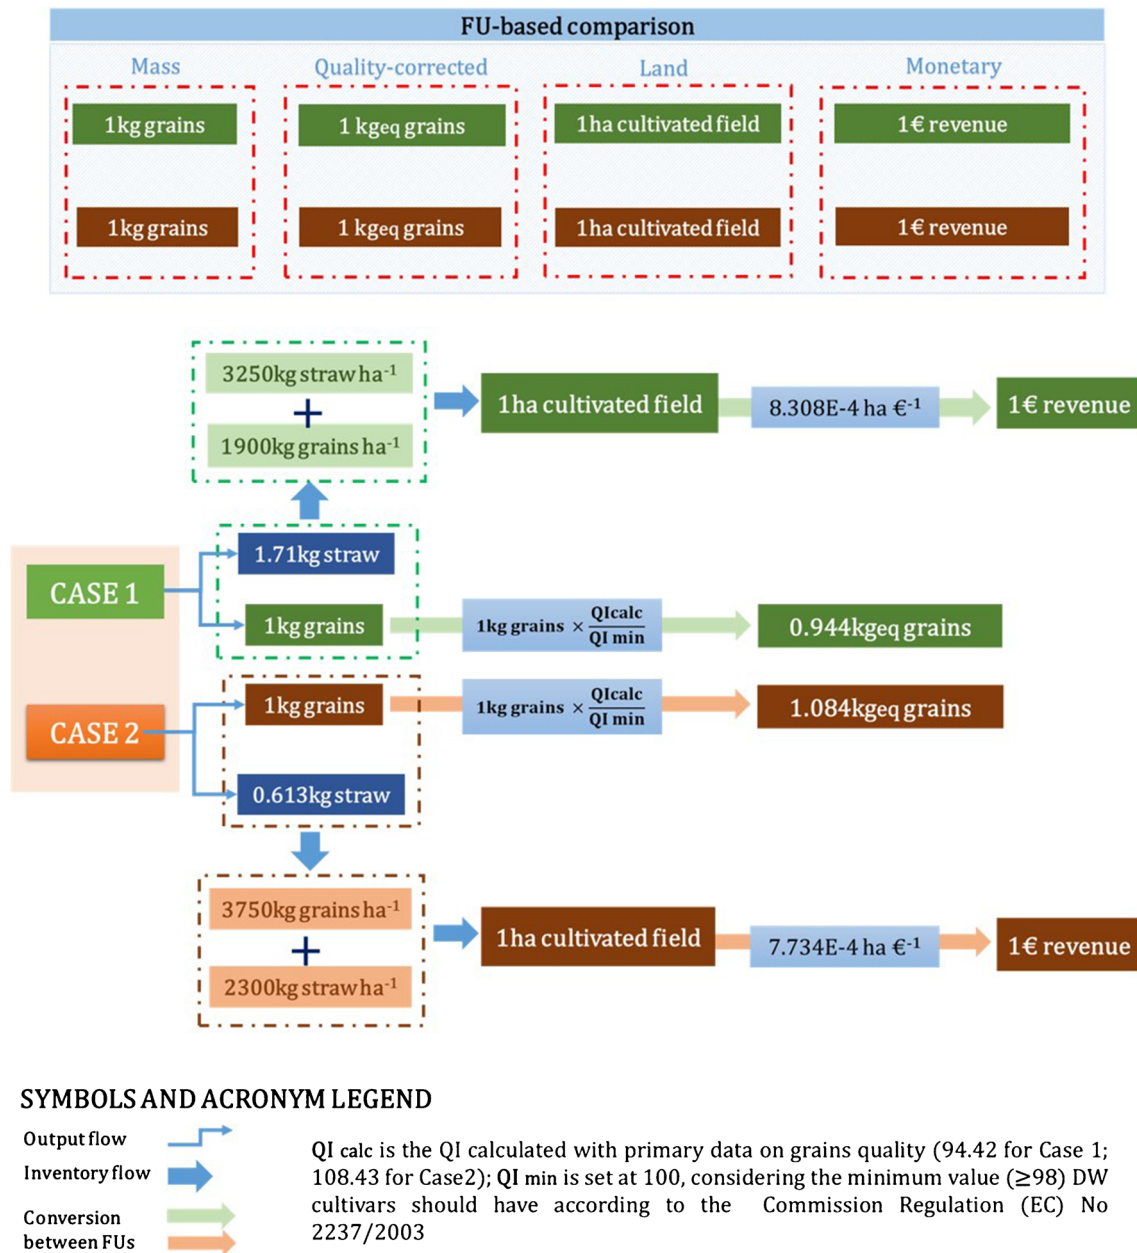 FU-based comparison
Mass Quality-corrected Land Monetary
1kg grains 1 kgeq grains 1ha cultivated field 1€ revenue
1kg grains 1 kgeq grains 1ha cultivated field 1€ revenue
3250kg straw ha-1
+
1900kg grains ha-1
1ha cultivated field
8.308E-4 ha €-1
1€ revenue
CASE 1
1.71kg straw
1kg grains
1kg grains × QIcalc
QI min
0.944kgeq grains
CASE 2
1kg grains
1kg grains × QIcalc
QI min
1.084kgeq grains
0.613kg straw
3750kg grains ha-1
+
2300kg straw ha-1
1ha cultivated field
7.734E-4 ha €-1
1€ revenue
SYMBOLS AND ACRONYM LEGEND
Output flow
Inventory flow
Conversion
between FUs
QI calc is the QI calculated with primary data on grains quality (94.42 for Case 1;
108.43 for Case2); QI min is set at 100, considering the minimum value (≥98) DW
cultivars should have according to the Commission Regulation (EC) No
2237/2003